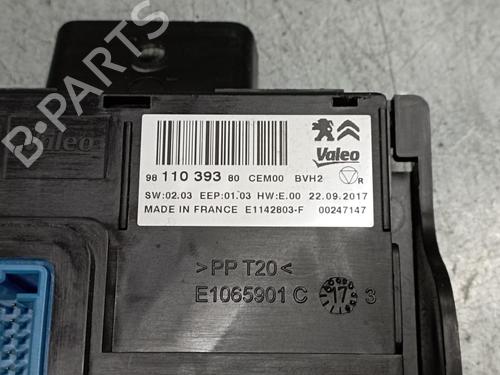 B-PARTS
Valeo
Valeo
98 110 393 80 CEM00 BVH2 R
SW:02.03 EEP:01.03 HW:E.00 22.09.2017
MADE IN FRANCE E1142803-F 00247147
>PP T20<
E1065901 C 17 3